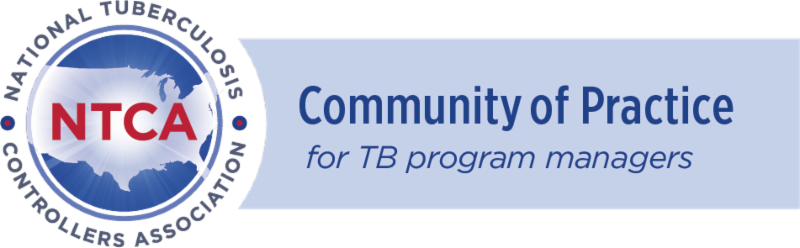 NATIONAL TUBERCULOSIS
CONTROLLERS ASSOCIATION
NTCA
Community of Practice
for TB program managers